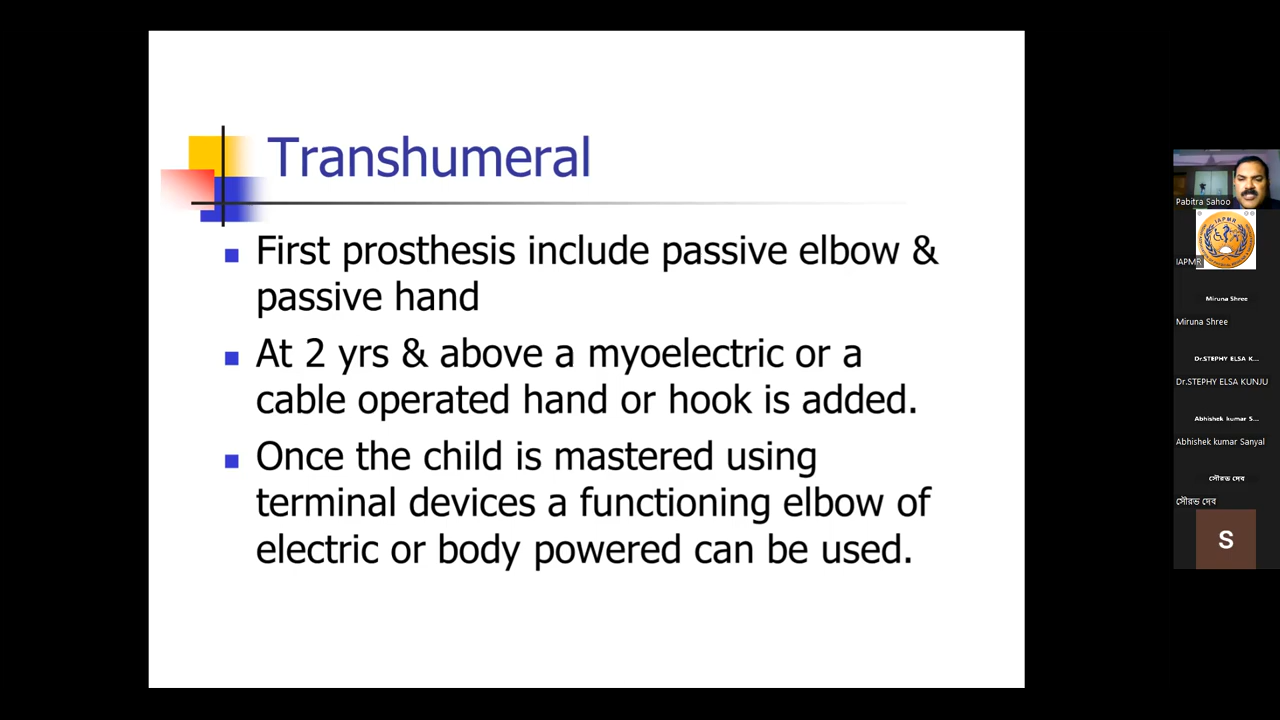 Transhumeral
First prosthesis include passive elbow &
passive hand
At 2 yrs & above a myoelectric or a
cable operated hand or hook is added.
Once the child is mastered using
terminal devices a functioning elbow of
electric or body powered can be used.
Pabitra Sahoo
IAPMR
IAPMR
Miruna Shree
Miruna Shree
Dr.STEPHY ELSA K...
Dr.STEPHY ELSA KUNJU
Abhishek kumar S...
Abhishek kumar Sanyal
সৌরভ দেব
সৌরভ দেব
S